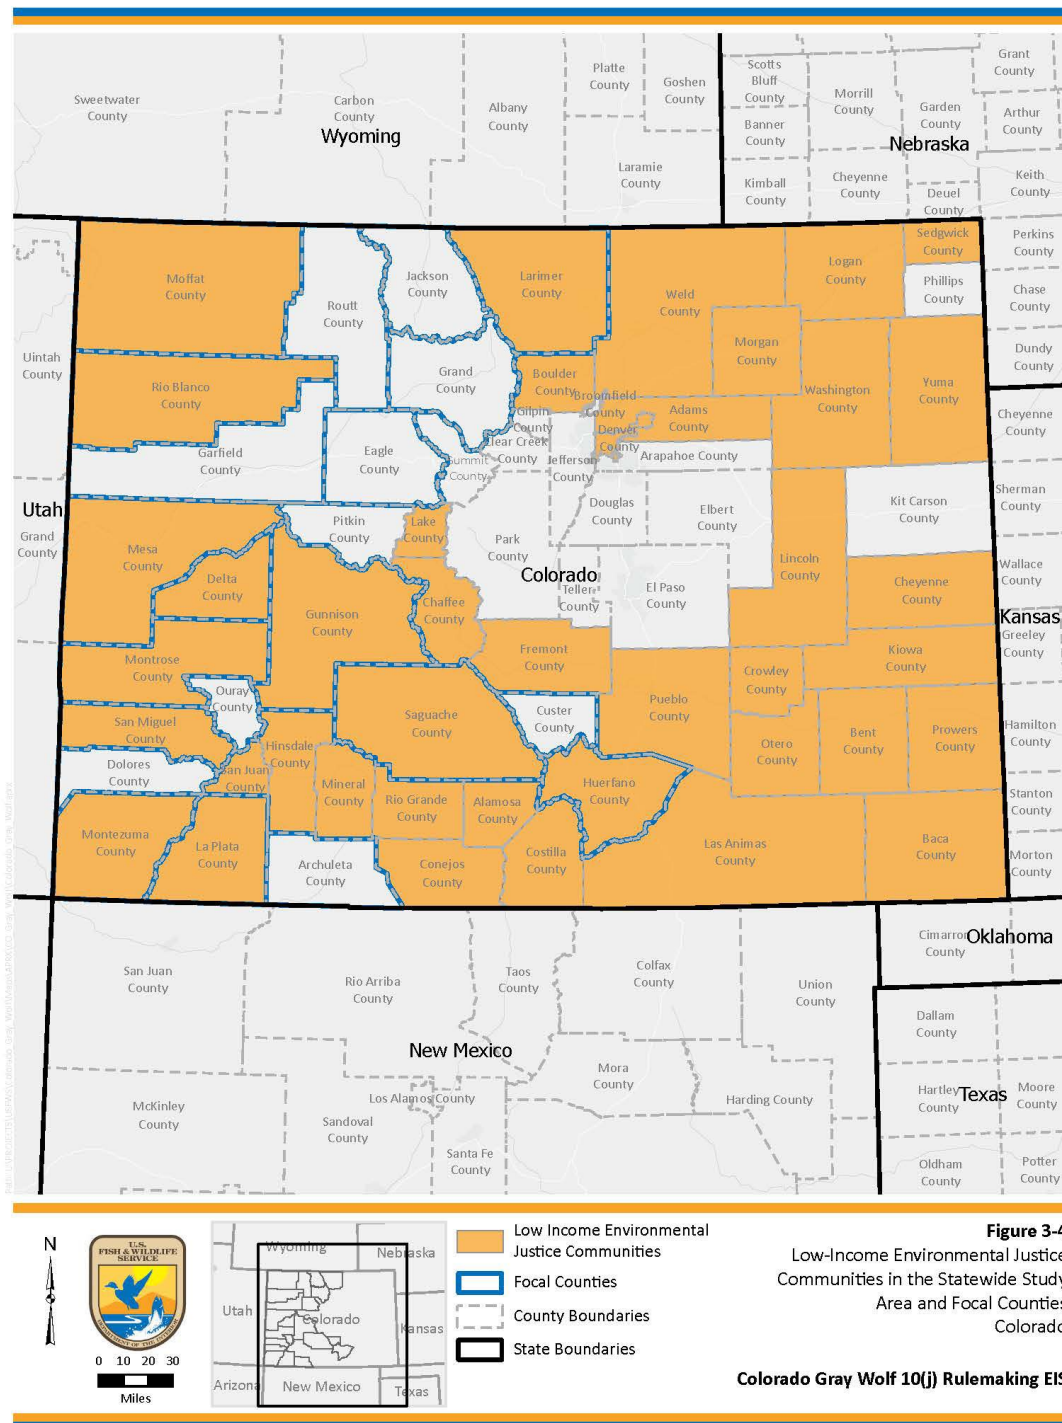 Grant
County
Platte
County
Scotts
Bluff
County
Goshen
County
Morrill
County
Sweetwater
County
Carbon
County
Albany
County
Garden
County
Arthur
County
Banner
County
Wyoming
Nebraska
Laramie
County
Kimball
County
Cheyenne
County
Keith
County
Deuel
County
Sedgwick
County
Perkins
County
Moffat
County
Jackson
County
Larimer
County
Logan
County
Phillips
County
Weld
County
Chase
County
Routt
County
Uintah
County
Morgan
County
Dundy
County
Rio Blanco
County
Grand
County
Boulder
County
Washington
County
Yuma
County
Broomfield
County
Gilpin
County
Adams
County
Cheyenne
County
Denver
County
Clear Creek
County
Garfield
County
Eagle
County
Summit
County
Jefferson
County
Arapahoe County
Utah
Grand
County
Pitkin
County
Lake
County
Douglas
County
Elbert
County
Kit Carson
County
Sherman
County
Mesa
County
Park
County
Colorado
Lincoln
County
Wallace
County
Delta
County
Teller
County
El Paso
County
Cheyenne
County
Gunnison
County
Chaffee
County
Kansas
Greeley
County
Montrose
County
Fremont
County
Kiowa
County
Crowley
County
Ouray
County
Pueblo
County
San Miguel
County
Saguache
County
Custer
County
Otero
County
Bent
County
Prowers
County
Hamilton
County
Dolores
County
San Juan
County
Hinsdale
County
Mineral
County
Huerfano
County
Stanton
County
Rio Grande
County
Alamosa
County
Montezuma
County
La Plata
County
Archuleta
County
Conejos
County
Costilla
County
Las Animas
County
Baca
County
Morton
County
Cimarron
County
Oklahoma
San Juan
County
Rio Arriba
County
Taos
County
Colfax
County
Union
County
Dallam
County
New Mexico
Mora
County
Los Alamos County
Harding County
Hartley
County
Texas
Moore
County
McKinley
County
Sandoval
County
Santa Fe
County
Oldham
County
Potter
County
N
U.S.
FISH & WILDLIFE
SERVICE
DEPARTMENT OF THE INTERIOR
0 10 20 30
Miles
Wyoming
Nebraska
Utah
Colorado
Kansas
Arizona
New Mexico
Texas
Low Income Environmental
Justice Communities
Focal Counties
County Boundaries
State Boundaries
Figure 3-4
Low-Income Environmental Justice
Communities in the Statewide Study
Area and Focal Counties
Colorado
Colorado Gray Wolf 10(j) Rulemaking EIS